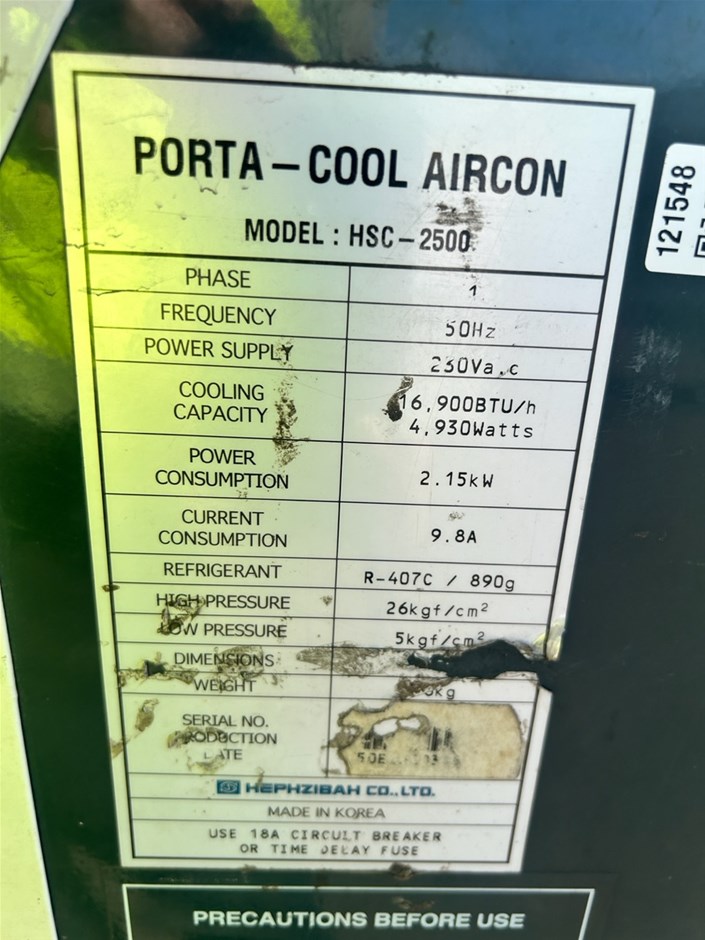 PORTA-COOL AIRCON
MODEL : HSC-2500
PHASE 1
FREQUENCY 50Hz
POWER SUPPLY 230Va.c
COOLING CAPACITY 16,900BTU/h
4,930Watts
POWER CONSUMPTION 2.15kW
CURRENT CONSUMPTION 9.8A
REFRIGERANT R-407C / 890g
HIGH PRESSURE 26kgf/cm²
LOW PRESSURE 5kgf/cm²
DIMENSIONS
WEIGHT kg
SERIAL NO.
PRODUCTION
DATE
HEPHZIBAH CO.,LTD.
MADE IN KOREA
USE 18A CIRCUIT BREAKER
OR TIME DELAY FUSE
PRECAUTIONS BEFORE USE
121548